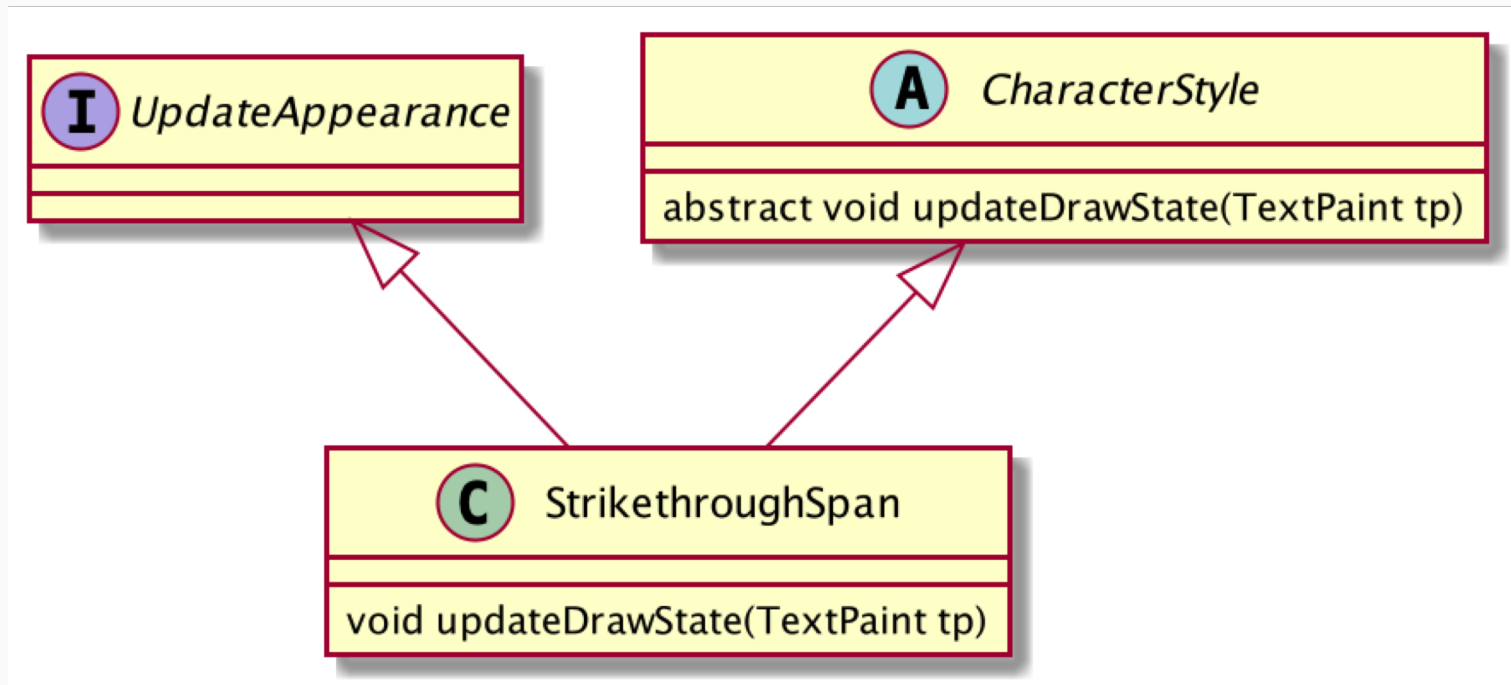 I UpdateAppearance
A CharacterStyle
abstract void updateDrawState(TextPaint tp)
C StrikethroughSpan
void updateDrawState(TextPaint tp)